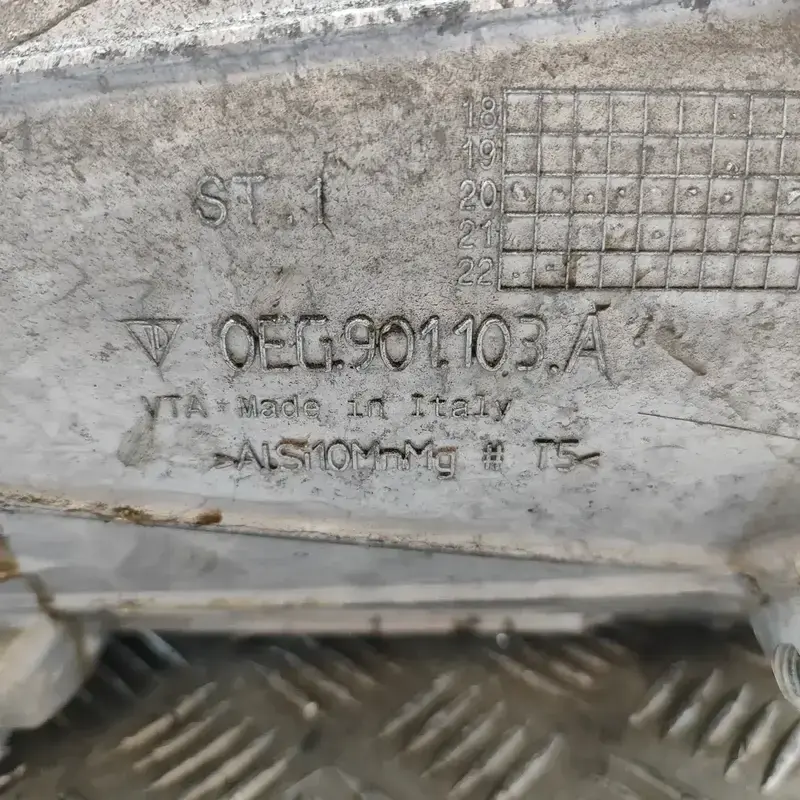 18
19
ST.1
20
21
22
0EG.901.103.A
VTA Made in Italy
>AlSi10MnMg # T5<